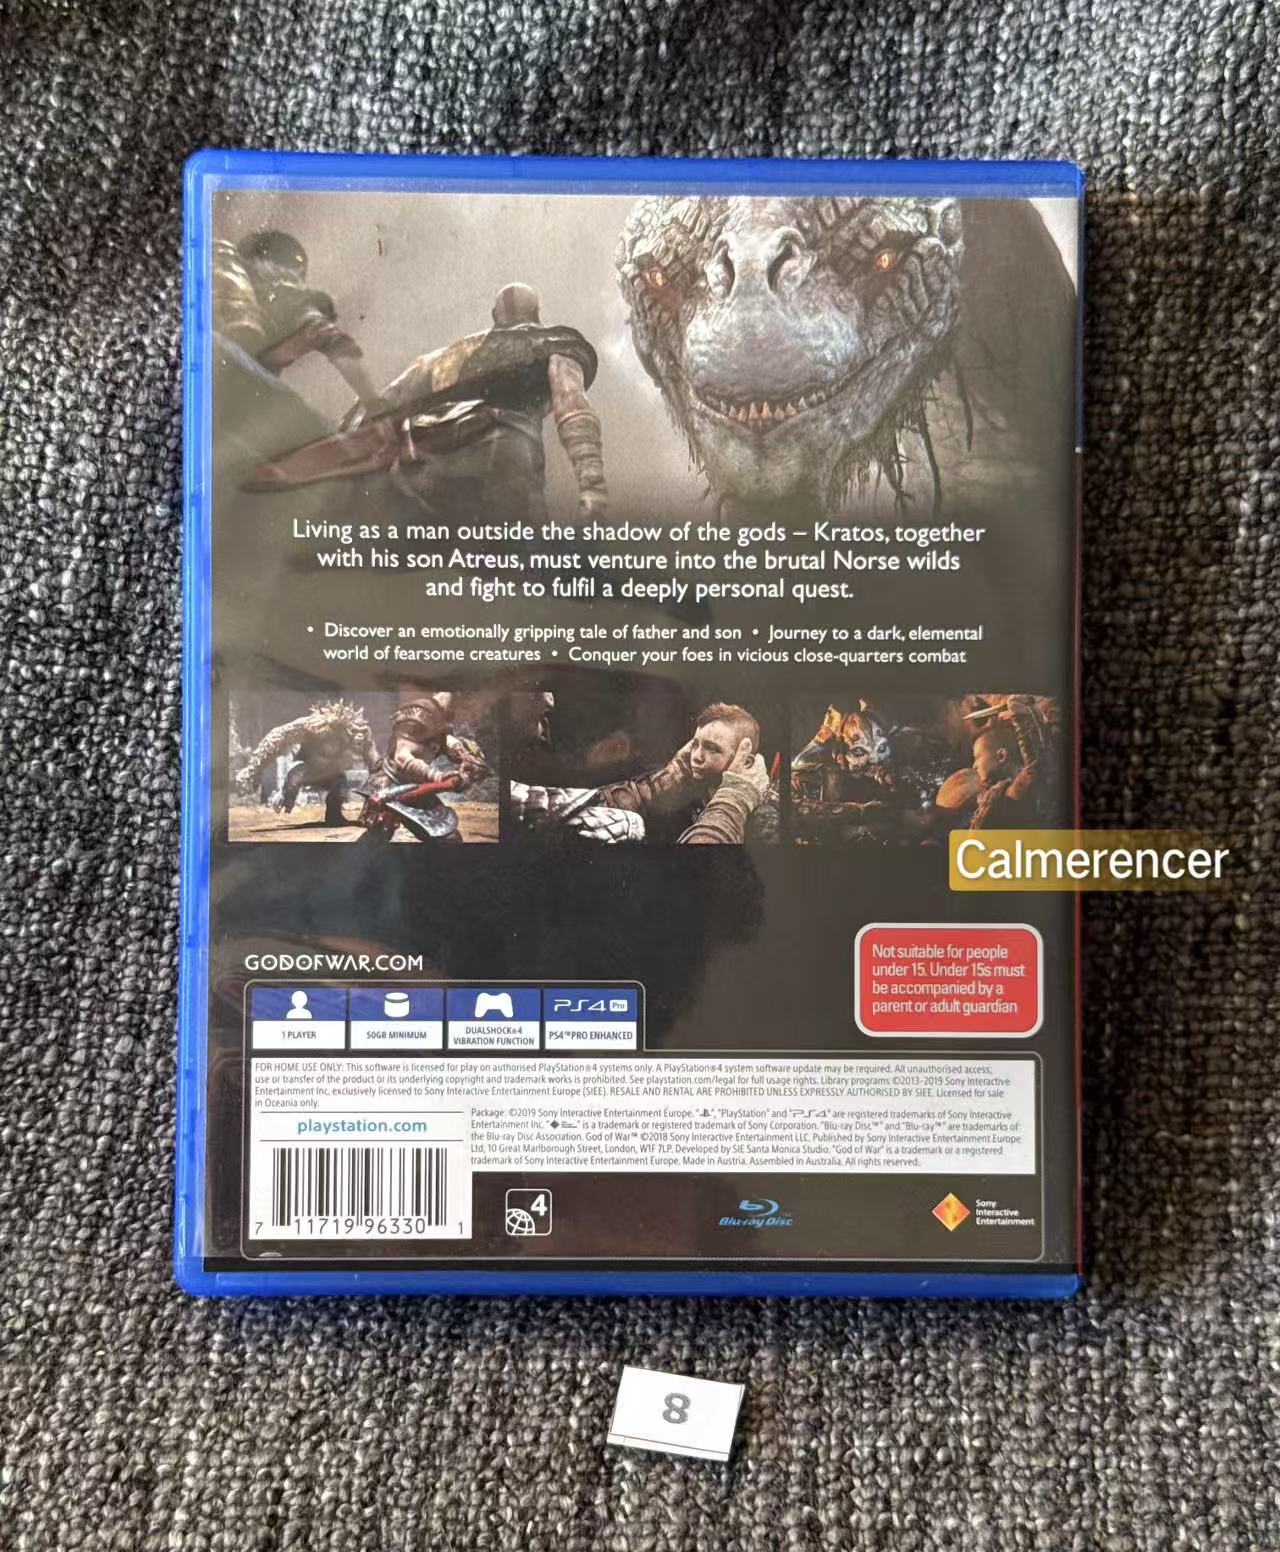 Living as a man outside the shadow of the gods – Kratos, together
with his son Atreus, must venture into the brutal Norse wilds
and fight to fulfil a deeply personal quest.
• Discover an emotionally gripping tale of father and son • Journey to a dark, elemental
world of fearsome creatures • Conquer your foes in vicious close-quarters combat
Calmerencer
Not suitable for people
under 15. Under 15s must
be accompanied by a
parent or adult guardian
GODOFWAR.COM
1 PLAYER
50GB MINIMUM
DUALSHOCK®4
VIBRATION FUNCTION
PS4 Pro
PS4™PRO ENHANCED
FOR HOME USE ONLY: This software is licensed for play on authorised PlayStation®4 systems only. A PlayStation®4 system software update may be required. All unauthorised access,
use or transfer of the product or its underlying copyright and trademark works is prohibited. See playstation.com/legal for full usage rights. Library programs ©2013-2019 Sony Interactive
Entertainment Inc. exclusively licensed to Sony Interactive Entertainment Europe (SIEE). RESALE AND RENTAL ARE PROHIBITED UNLESS EXPRESSLY AUTHORISED BY SIEE. Licensed for sale
in Oceania only.
playstation.com
Package: ©2019 Sony Interactive Entertainment Europe. "", "PlayStation" and "PS4" are registered trademarks of Sony Interactive
Entertainment Inc. "" is a trademark or registered trademark of Sony Corporation. "Blu-ray Disc™" and "Blu-ray™" are trademarks of
the Blu-ray Disc Association. God of War™ ©2018 Sony Interactive Entertainment LLC. Published by Sony Interactive Entertainment Europe
Ltd, 10 Great Marlborough Street, London, W1F 7LP. Developed by SIE Santa Monica Studio. "God of War" is a trademark or a registered
trademark of Sony Interactive Entertainment Europe. Made in Austria. Assembled in Australia. All rights reserved.
7 11719 96330 1
4
Blu-ray Disc™
Sony
Interactive
Entertainment
8